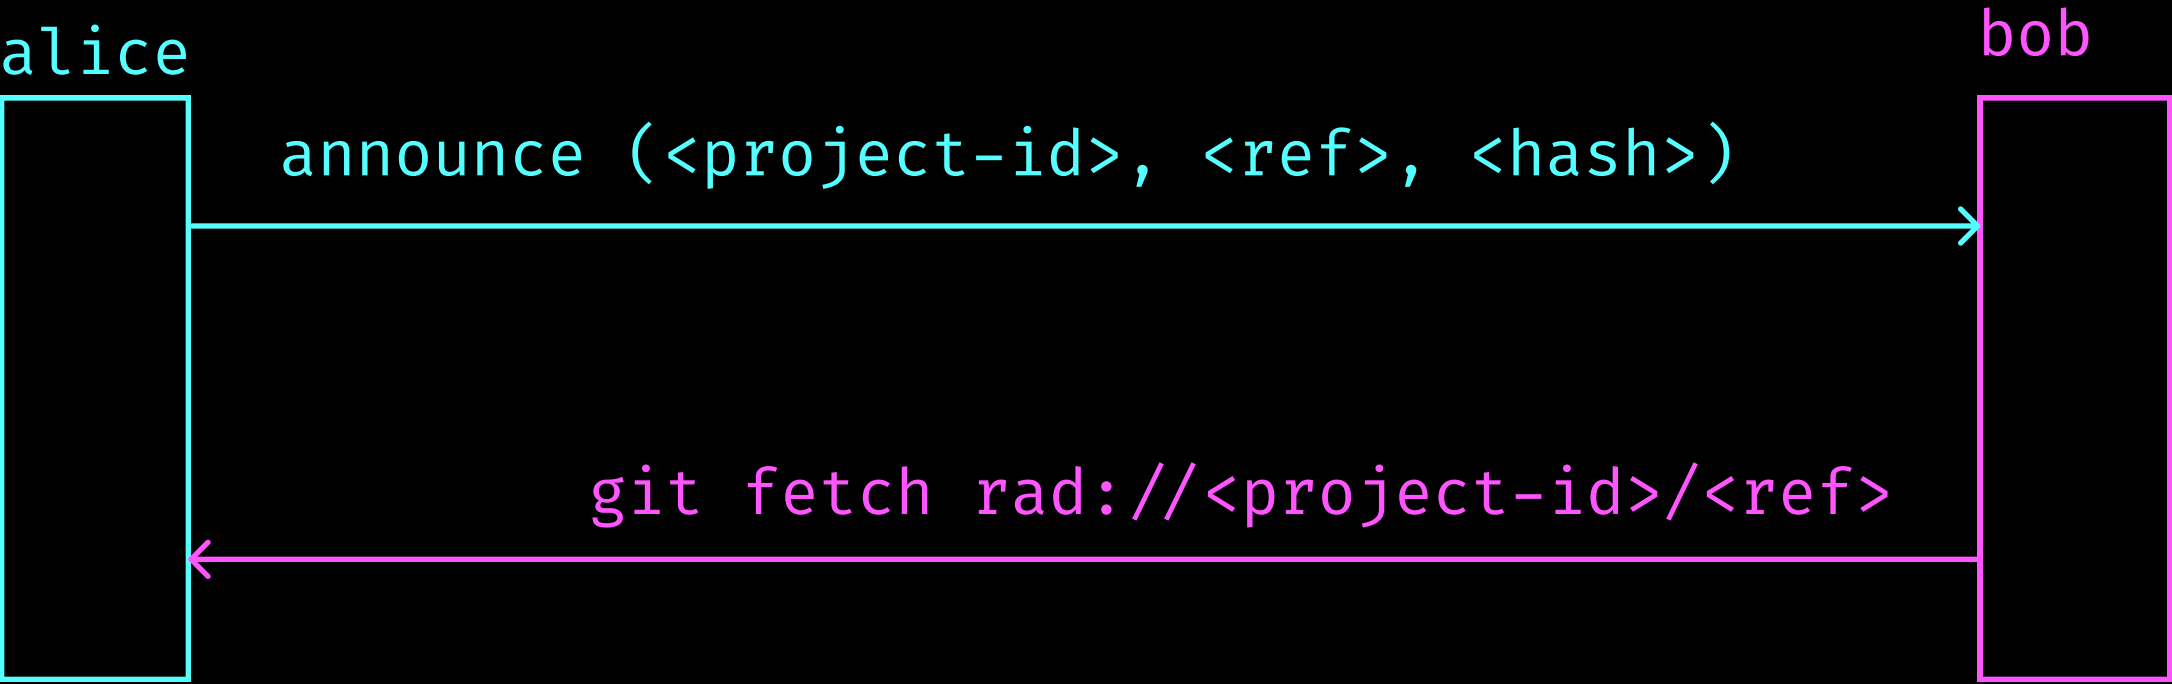 alice
bob
announce (<project-id>, <ref>, <hash>)
git fetch rad://<project-id>/<ref>